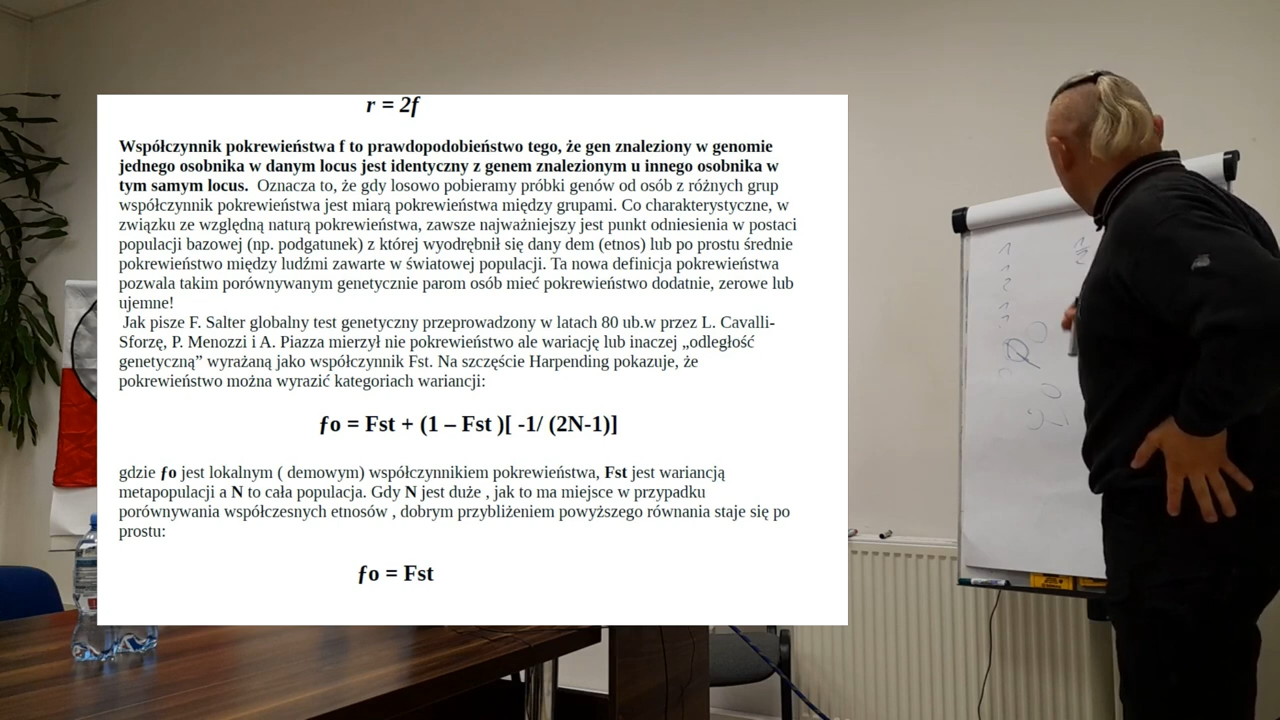 r = 2f
Współczynnik pokrewieństwa f to prawdopodobieństwo tego, że gen znaleziony w genomie
jednego osobnika w danym locus jest identyczny z genem znalezionym u innego osobnika w
tym samym locus. Oznacza to, że gdy losowo pobieramy próbki genów od osób z różnych grup
współczynnik pokrewieństwa jest miarą pokrewieństwa między grupami. Co charakterystyczne, w
związku ze względną naturą pokrewieństwa, zawsze najważniejszy jest punkt odniesienia w postaci
populacji bazowej (np. podgatunek) z której wyodrębnił się dany dem (etnos) lub po prostu średnie
pokrewieństwo między ludźmi zawarte w światowej populacji. Ta nowa definicja pokrewieństwa
pozwala takim porównywanym genetycznie parom osób mieć pokrewieństwo dodatnie, zerowe lub
ujemne!
Jak pisze F. Salter globalny test genetyczny przeprowadzony w latach 80 ub.w przez L. Cavalli-
Sforzę, P. Menozzi i A. Piazza mierzył nie pokrewieństwo ale wariację lub inaczej „odległość
genetyczną” wyrażaną jako współczynnik Fst. Na szczęście Harpending pokazuje, że
pokrewieństwo można wyrazić kategoriach wariancji:
ƒo = Fst + (1 – Fst )[ -1/ (2N-1)]
gdzie ƒo jest lokalnym ( demowym) współczynnikiem pokrewieństwa, Fst jest wariancją
metapopulacji a N to cała populacja. Gdy N jest duże , jak to ma miejsce w przypadku
porównywania współczesnych etnosów , dobrym przybliżeniem powyższego równania staje się po
prostu:
ƒo = Fst